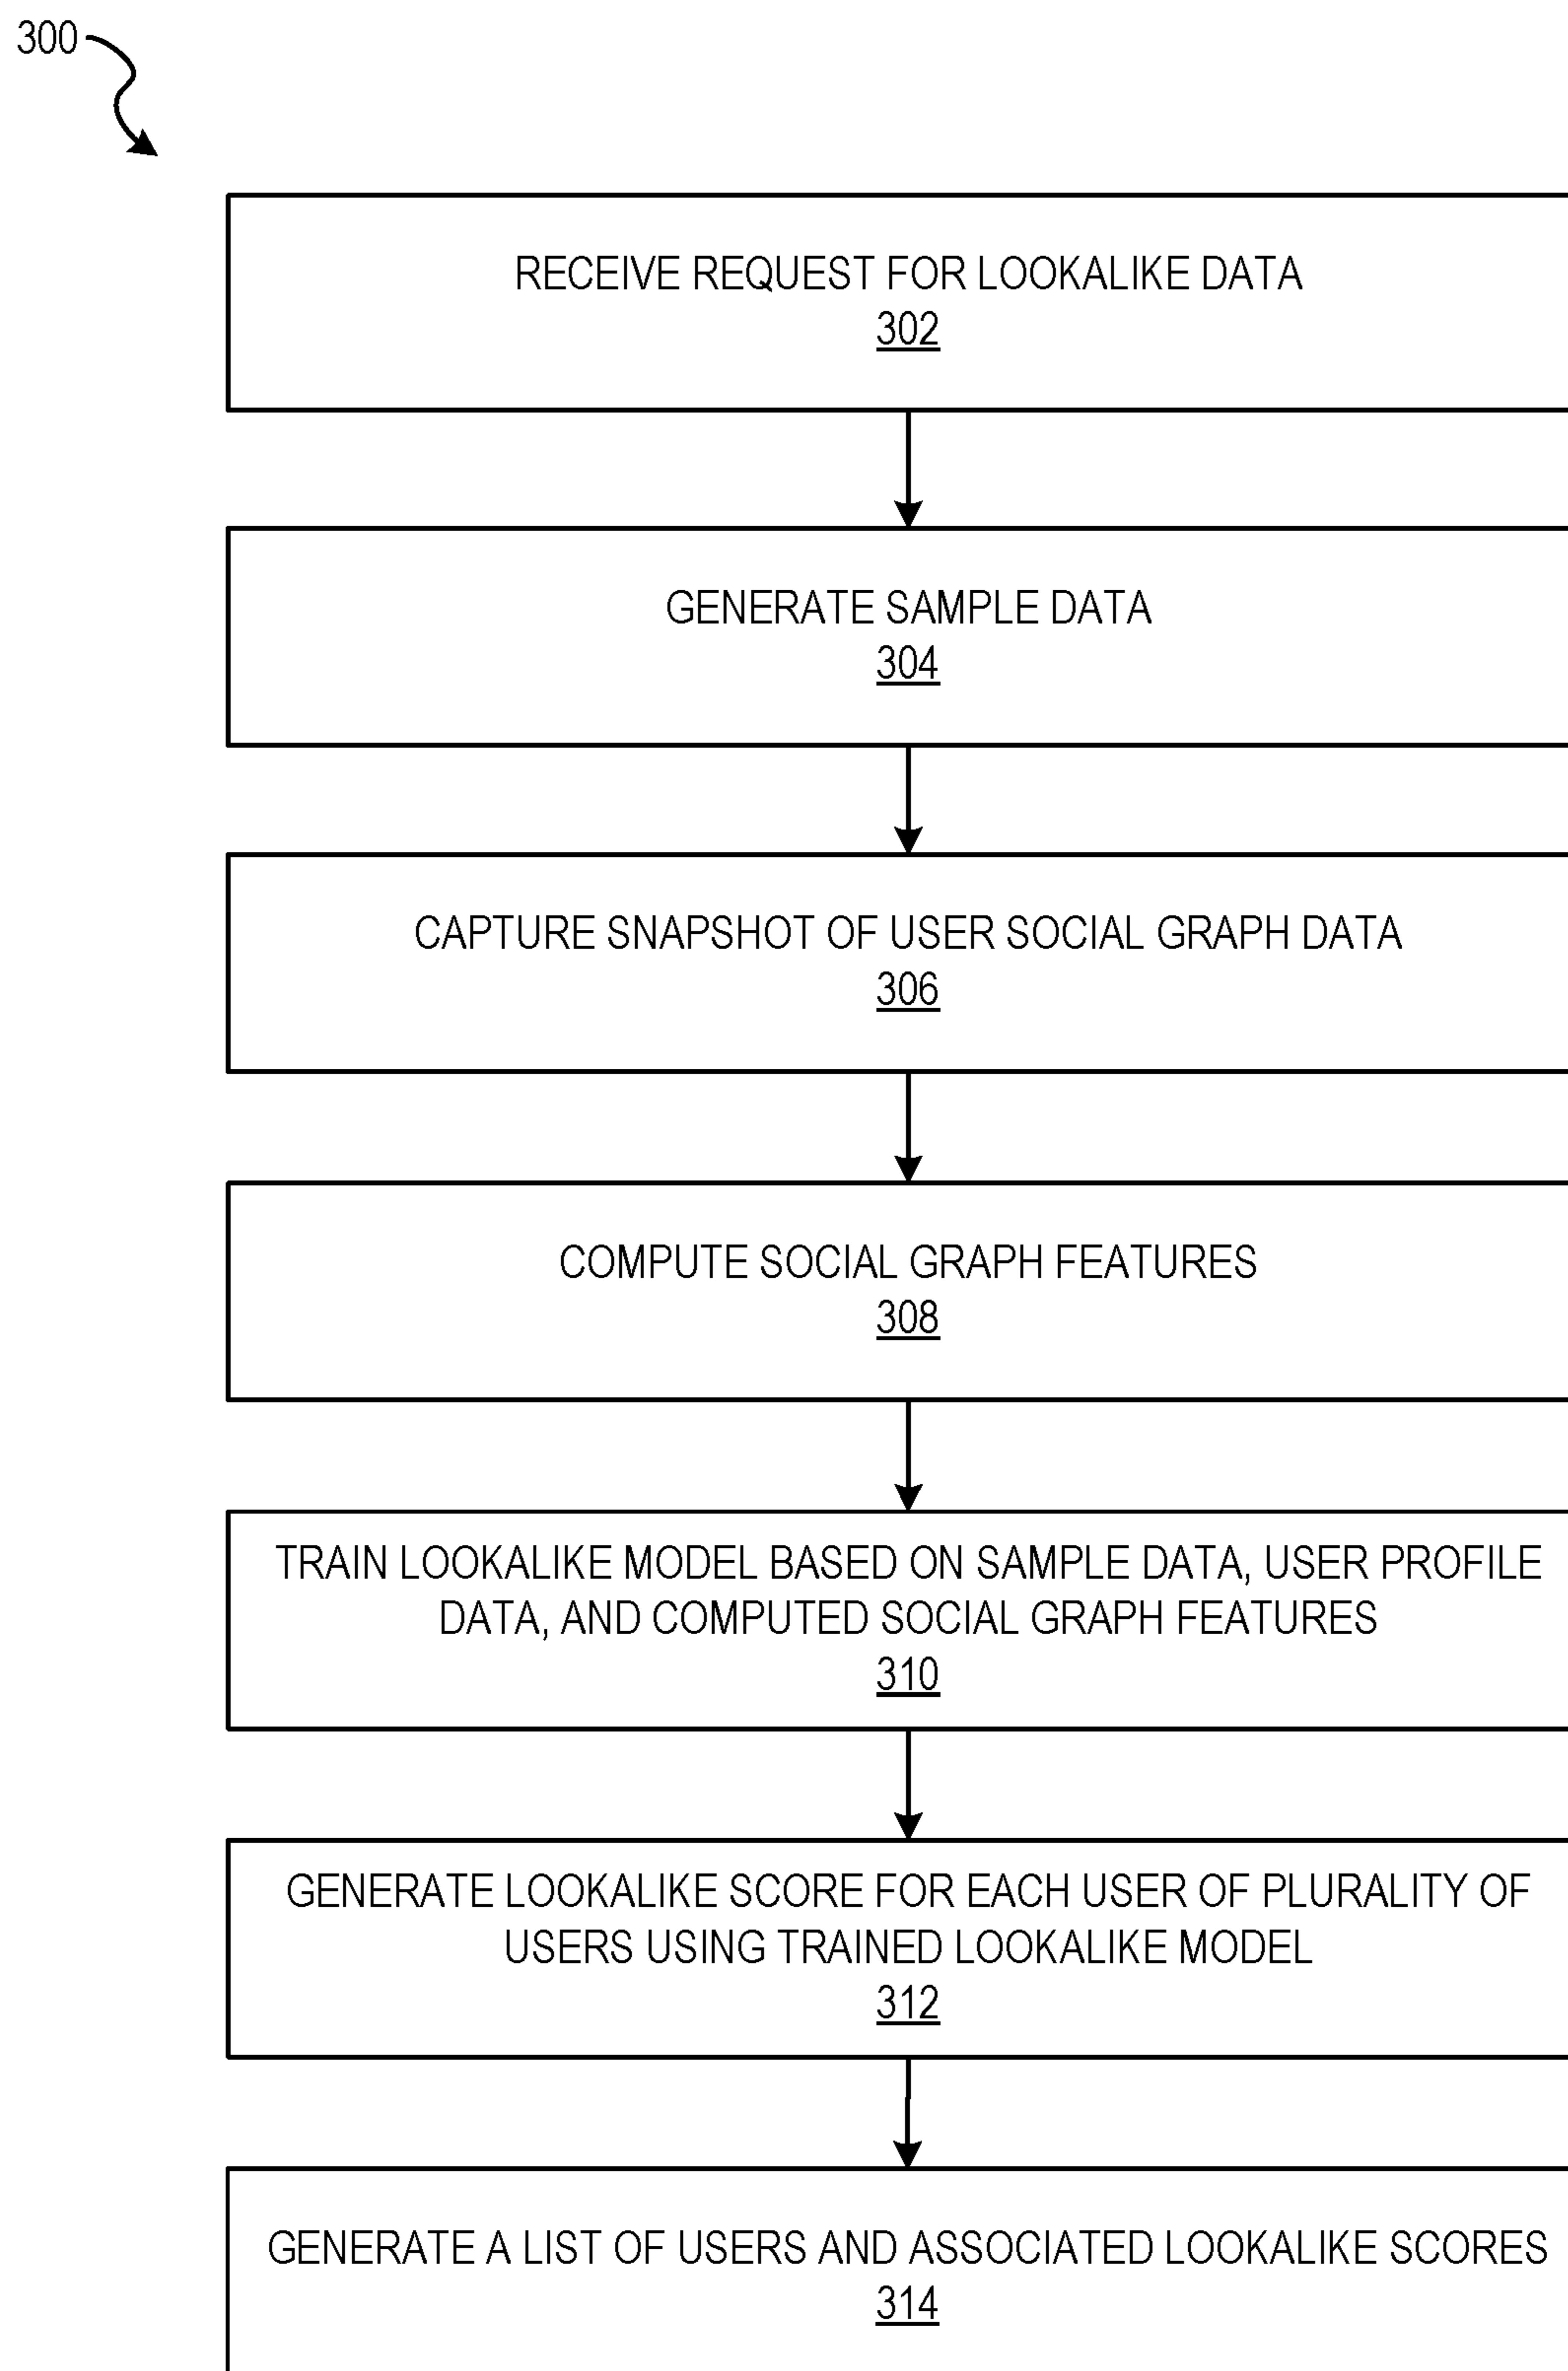 300
RECEIVE REQUEST FOR LOOKALIKE DATA
302
GENERATE SAMPLE DATA
304
CAPTURE SNAPSHOT OF USER SOCIAL GRAPH DATA
306
COMPUTE SOCIAL GRAPH FEATURES
308
TRAIN LOOKALIKE MODEL BASED ON SAMPLE DATA, USER PROFILE
DATA, AND COMPUTED SOCIAL GRAPH FEATURES
310
GENERATE LOOKALIKE SCORE FOR EACH USER OF PLURALITY OF
USERS USING TRAINED LOOKALIKE MODEL
312
GENERATE A LIST OF USERS AND ASSOCIATED LOOKALIKE SCORES
314